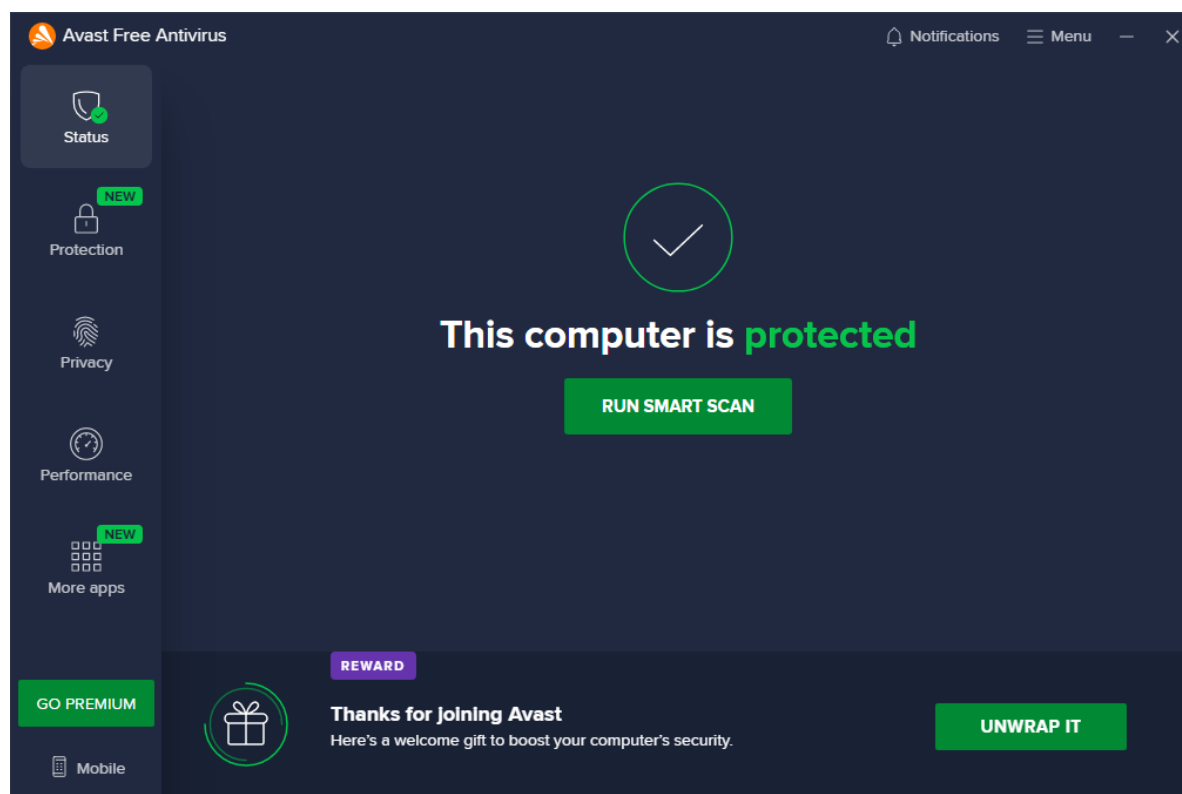 Avast Free Antivirus
Notifications
Menu
Status
NEW
Protection
Privacy
Performance
NEW
More apps
GO PREMIUM
Mobile
This computer is protected
RUN SMART SCAN
REWARD
Thanks for joining Avast
Here's a welcome gift to boost your computer's security.
UNWRAP IT